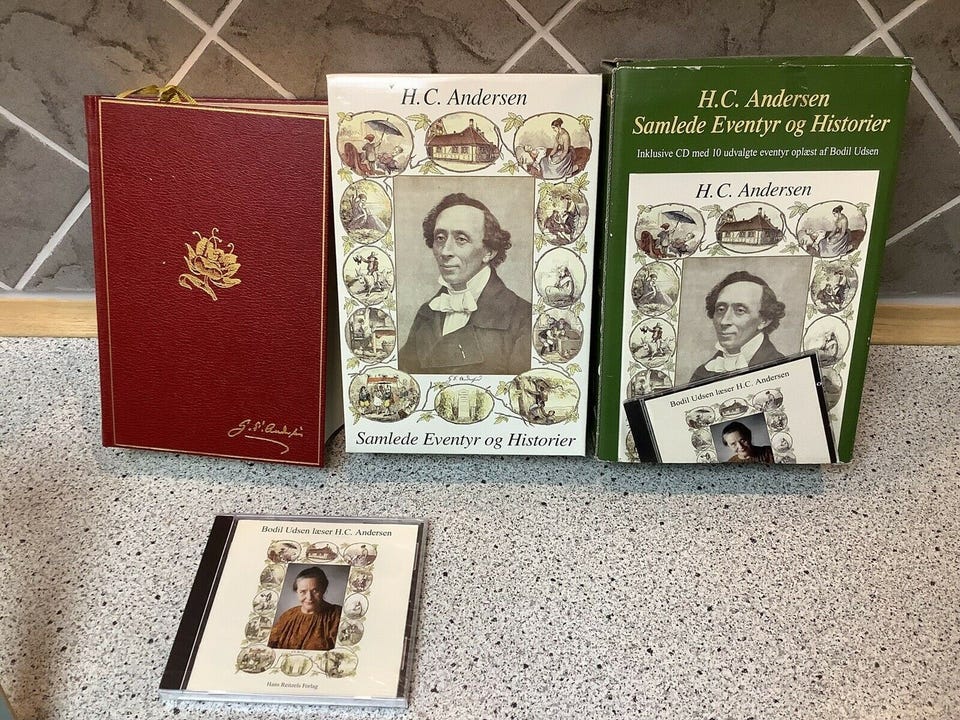 H.C. Andersen
Samlede Eventyr og Historier
H.C. Andersen
Samlede Eventyr og Historier
Inklusive CD med 10 udvalgte eventyr oplæst af Bodil Udsen
H.C. Andersen
Bodil Udsen læser H.C. Andersen
Bodil Udsen læser H.C. Andersen
Hans Reitzels Forlag